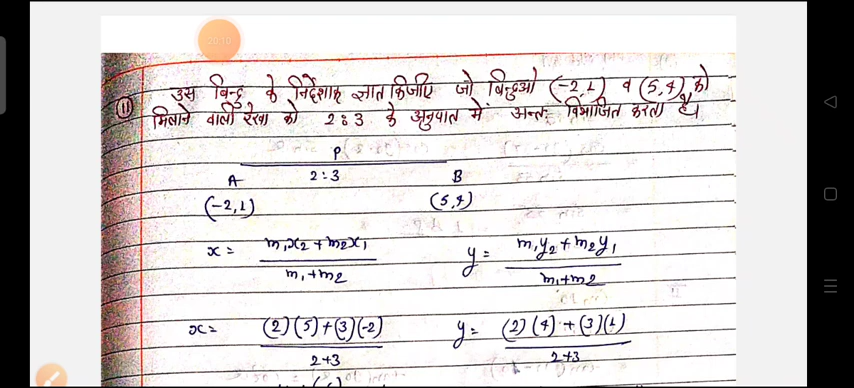 उस बिन्दु के निर्देशांक ज्ञात किजीए जो बिन्दुओ (-2,1) व (5,4) को
(11) मिलाने वाली रेखा को 2:3 के अनुपात में अन्तः विभाजित करता है।
P
A 2:3 B
(-2,1) (5,4)
x = m₁x₂+m₂x₁ / m₁+m₂ y = m₁y₂+m₂y₁ / m₁+m₂
x = (2)(5)+(3)(-2) / 2+3 y = (2)(4)+(3)(1) / 2+3